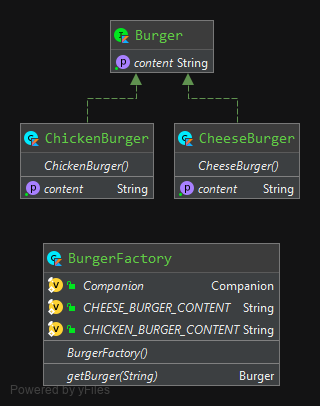 Burger
content String
ChickenBurger
ChickenBurger()
content String
CheeseBurger
CheeseBurger()
content String
BurgerFactory
Companion Companion
CHEESE_BURGER_CONTENT String
CHICKEN_BURGER_CONTENT String
BurgerFactory()
getBurger(String) Burger
Powered by yFiles